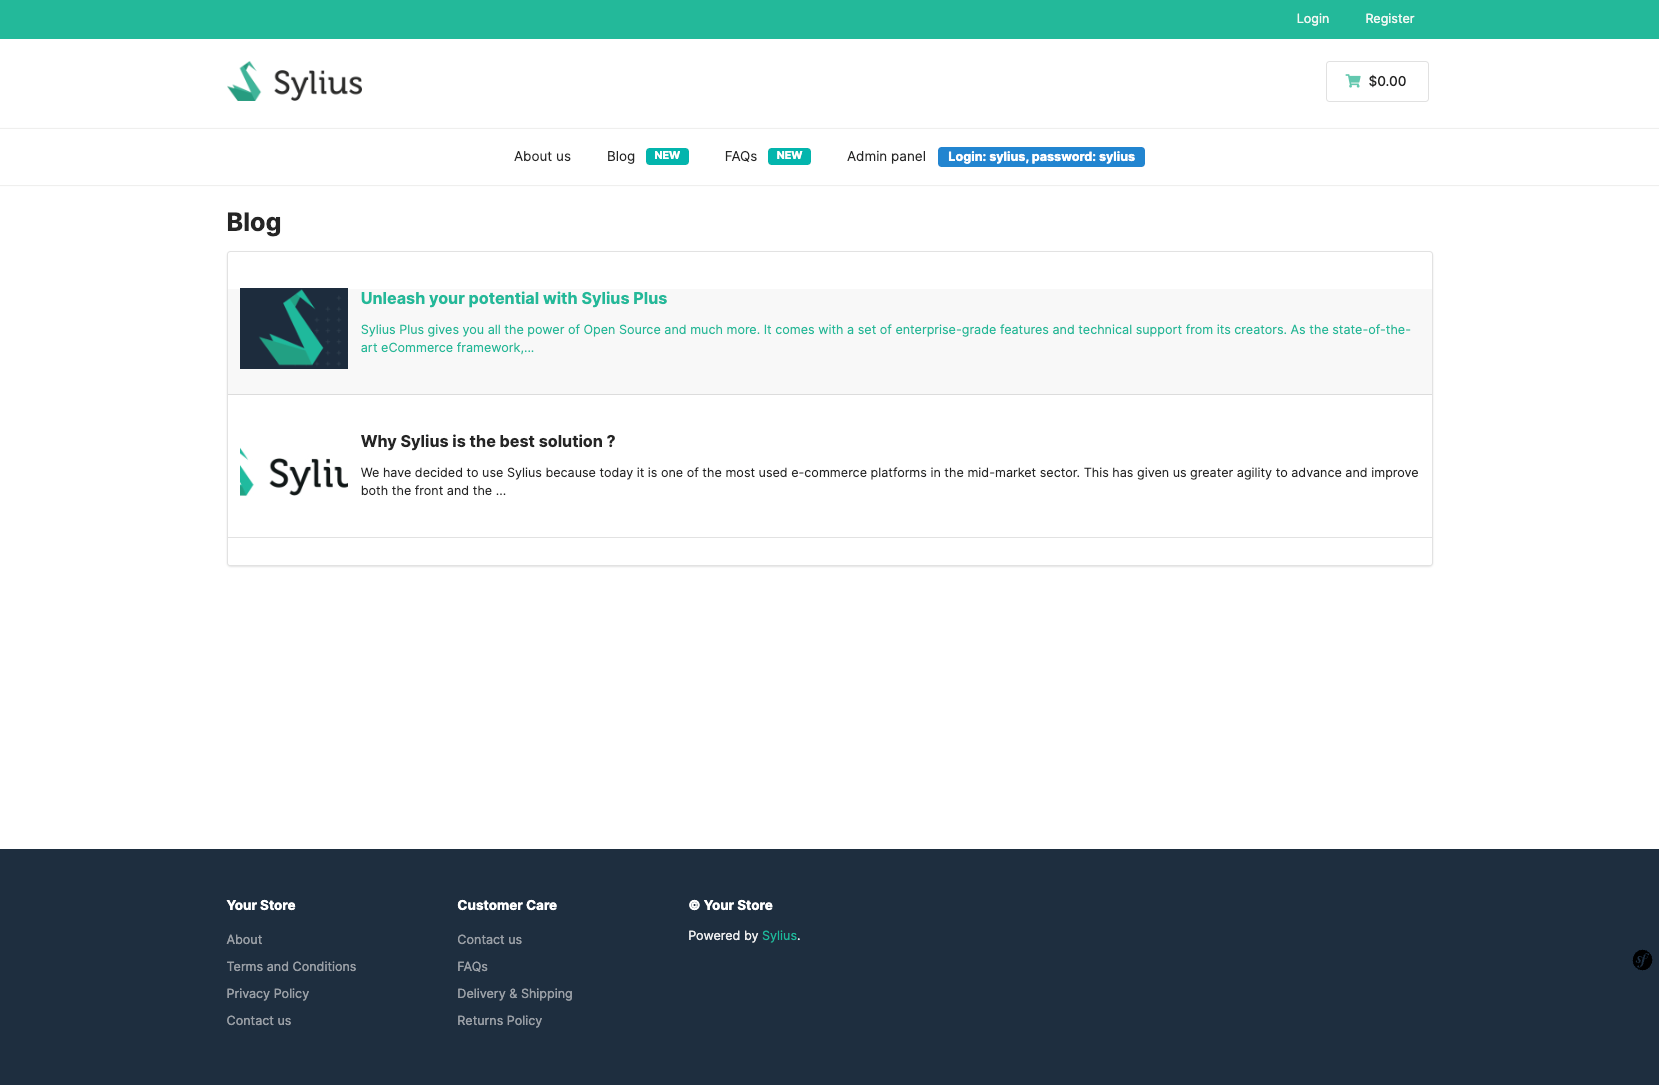 Login Register
Sylius
$0.00
About us Blog NEW FAQs NEW Admin panel Login: sylius, password: sylius
Blog
Unleash your potential with Sylius Plus
Sylius Plus gives you all the power of Open Source and much more. It comes with a set of enterprise-grade features and technical support from its creators. As the state-of-the-
art eCommerce framework,...
Why Sylius is the best solution ?
Syliu
We have decided to use Sylius because today it is one of the most used e-commerce platforms in the mid-market sector. This has given us greater agility to advance and improve
both the front and the ...
Your Store
About
Terms and Conditions
Privacy Policy
Contact us
Customer Care
Contact us
FAQs
Delivery & Shipping
Returns Policy
© Your Store
Powered by Sylius.
sf